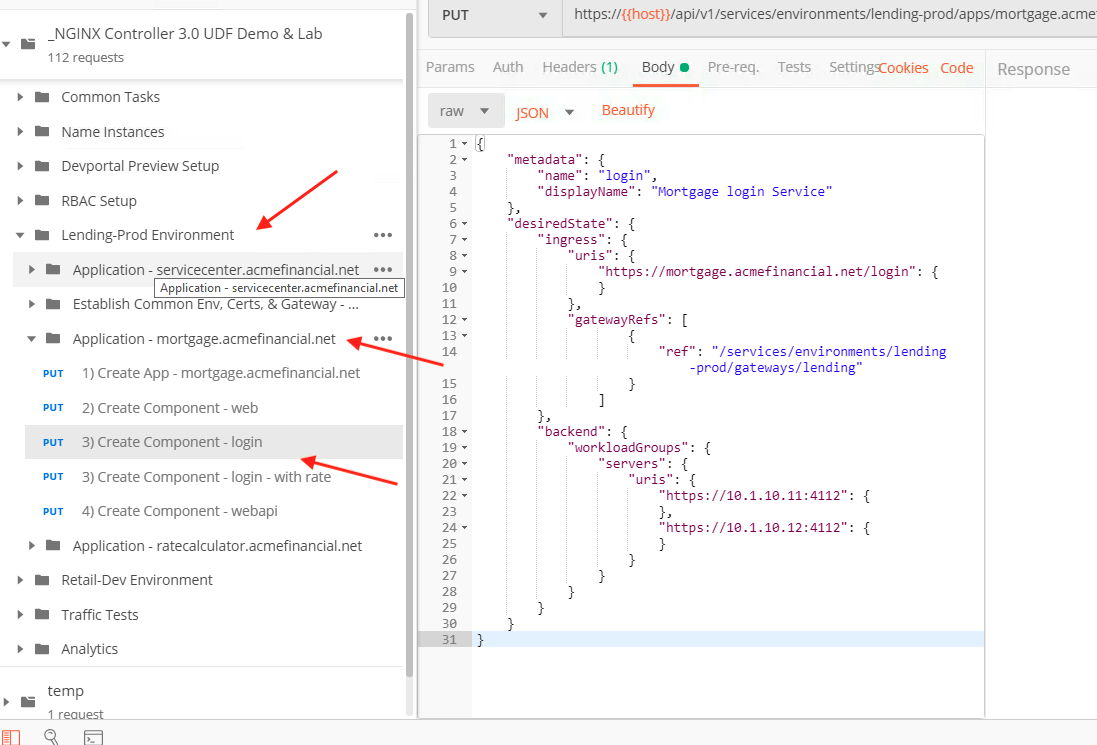 _NGINX Controller 3.0 UDF Demo & Lab
112 requests
Common Tasks
Name Instances
Devportal Preview Setup
RBAC Setup
Lending-Prod Environment
Application - servicecenter.acmefinancial.net
Application - servicecenter.acmefinancial.net
Establish Common Env, Certs, & Gateway - ...
Application - mortgage.acmefinancial.net
PUT 1) Create App - mortgage.acmefinancial.net
PUT 2) Create Component - web
PUT 3) Create Component - login
PUT 3) Create Component - login - with rate
PUT 4) Create Component - webapi
Application - ratecalculator.acmefinancial.net
Retail-Dev Environment
Traffic Tests
Analytics
temp
1 request
PUT https://{{host}}/api/v1/services/environments/lending-prod/apps/mortgage.acme
Params Auth Headers (1) Body Pre-req. Tests Settings Cookies Code Response
raw JSON Beautify
1 {
2 "metadata": {
3 "name": "login",
4 "displayName": "Mortgage login Service"
5 },
6 "desiredState": {
7 "ingress": {
8 "uris": {
9 "https://mortgage.acmefinancial.net/login": {
10 }
11 },
12 "gatewayRefs": [
13 {
14 "ref": "/services/environments/lending
-prod/gateways/lending"
15 }
16 ]
17 },
18 "backend": {
19 "workloadGroups": {
20 "servers": {
21 "uris": {
22 "https://10.1.10.11:4112": {
23 },
24 "https://10.1.10.12:4112": {
25 }
26 }
27 }
28 }
29 }
30 }
31 }